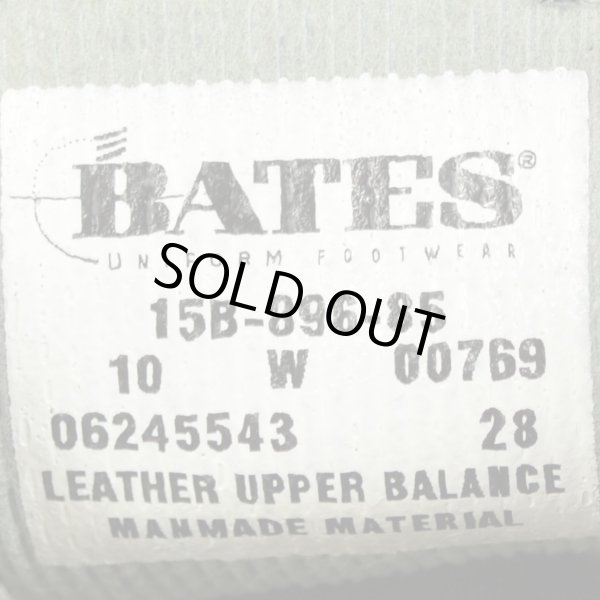 BATES®
UNIFORM FOOTWEAR
SOLD OUT
10 W 00769
06245543 28
LEATHER UPPER BALANCE
MANMADE MATERIAL